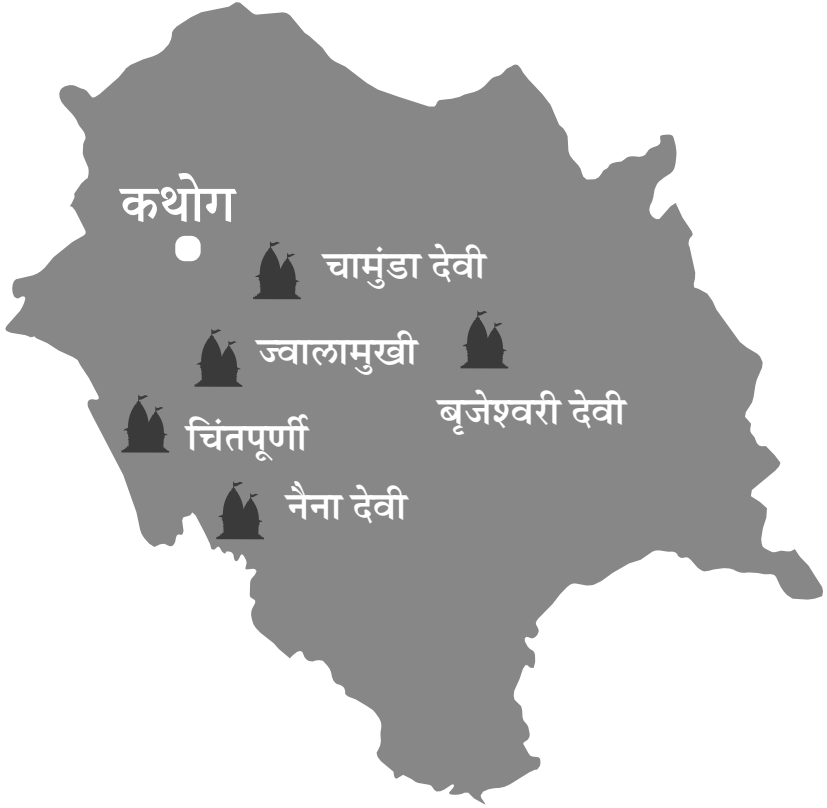 कथोग
चामुंडा देवी
ज्वालामुखी
बृजेश्वरी देवी
चिंतपूर्णी
नैना देवी